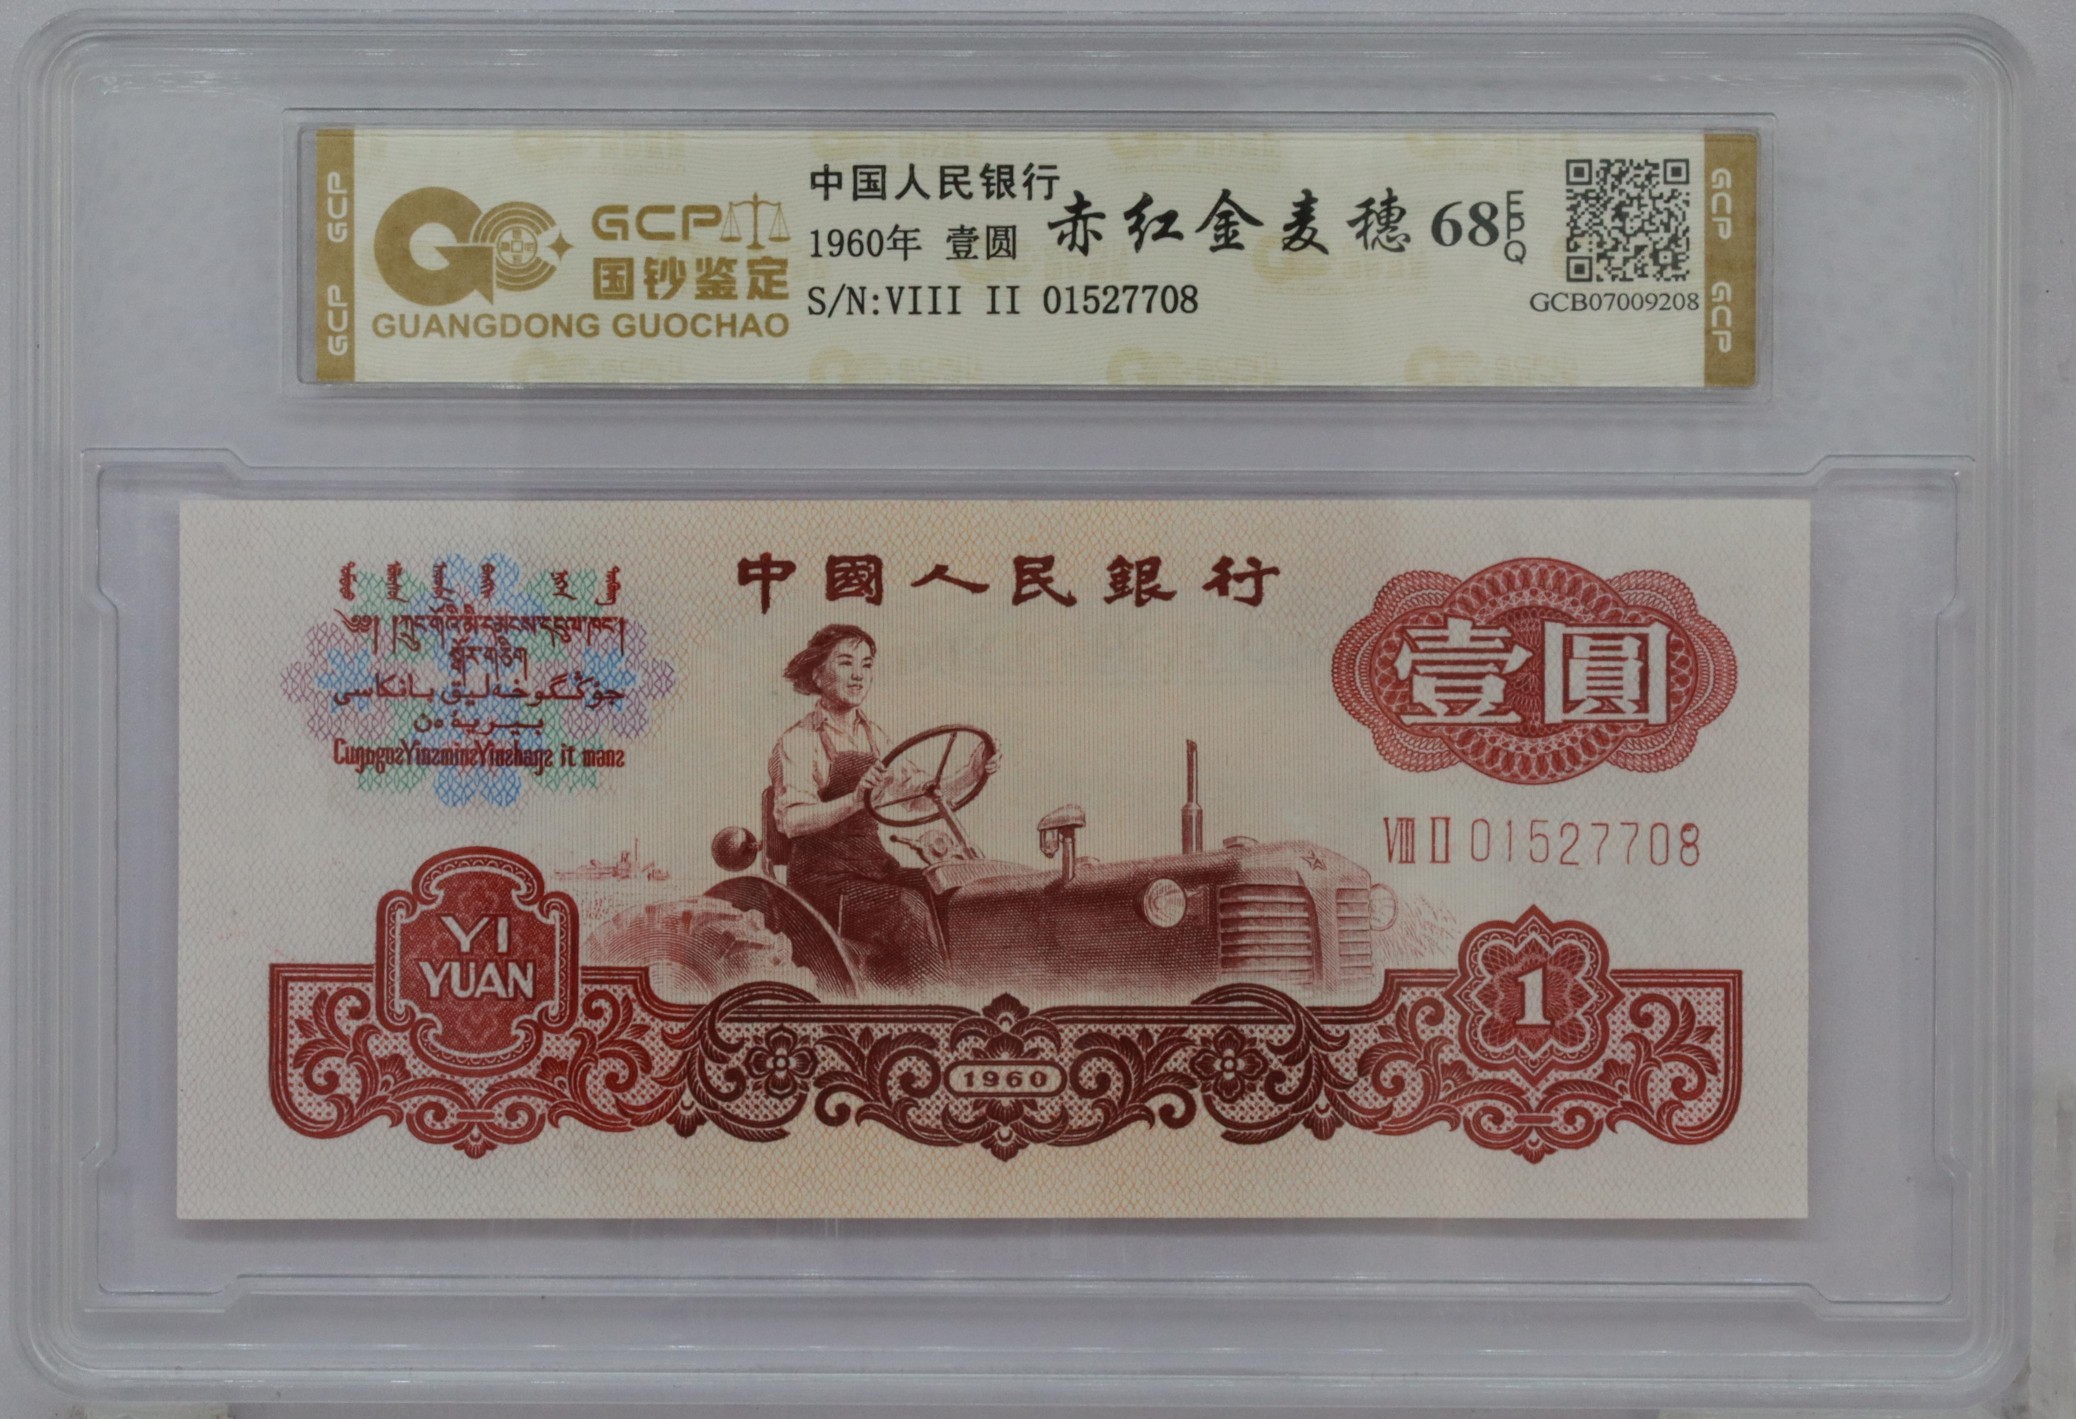 GCP
GCP
GCP
国钞鉴定
GUANGDONG GUOCHAO
中国人民银行
1960年 壹圆
赤红金麦穗 68 EPQ
S/N:VIII II 01527708
GCB07009208
GCP
GCP
中國人民銀行
壹圓
VIII II 01527708
YI
YUAN
1960
1